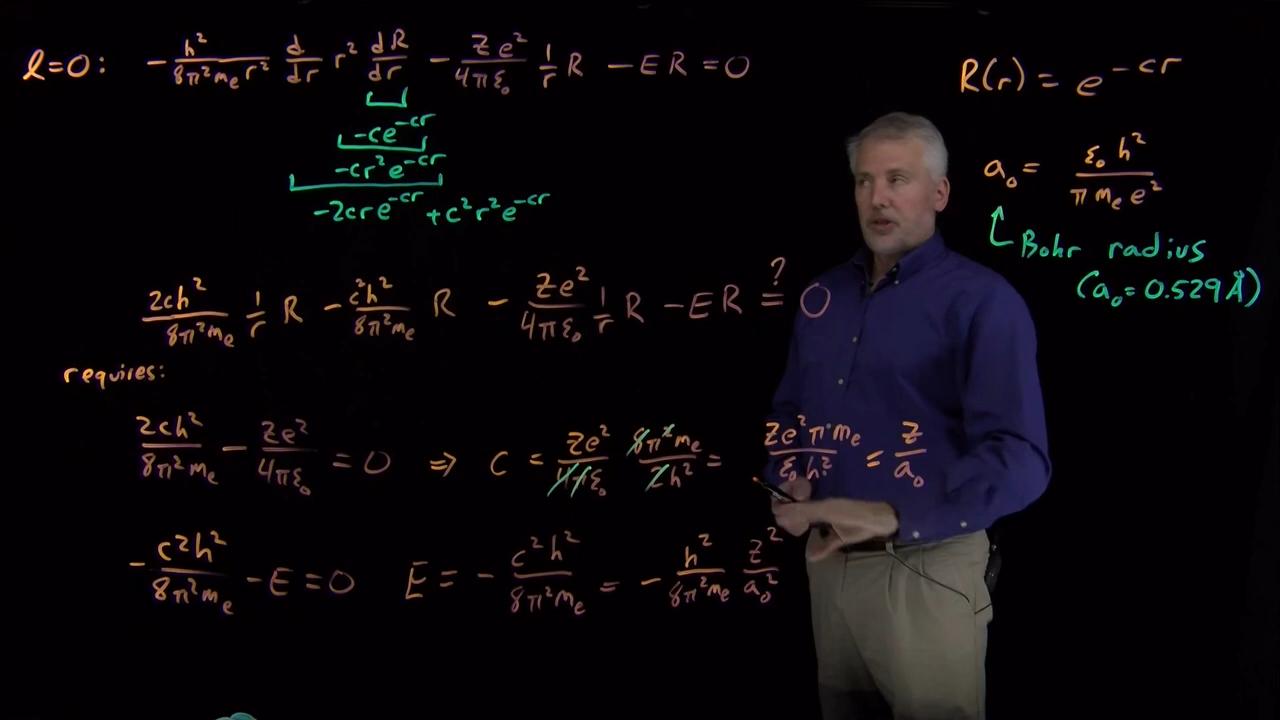 l=0: -h²/(8π²mₑr²) d/dr r² dR/dr - Ze²/(4πε₀) 1/r R - ER = 0
R(r) = e^(-cr)
-ce^(-cr)
-cr²e^(-cr)
-2cre^(-cr) + c²r²e^(-cr)
a₀ = ε₀h²/(πmₑe²)
Bohr radius
(a₀ = 0.529 Å)
2ch²/(8π²mₑ) 1/r R - c²h²/(8π²mₑ) R - Ze²/(4πε₀) 1/r R - ER ?= 0
requires:
2ch²/(8π²mₑ) - Ze²/(4πε₀) = 0 ⇒ c = Ze²/(4πε₀) 8π²mₑ/(2h²) = Ze²π mₑ/(ε₀h²) = Z/a₀
-c²h²/(8π²mₑ) - E = 0 E = -c²h²/(8π²mₑ) = -h²/(8π²mₑ) Z²/a₀²